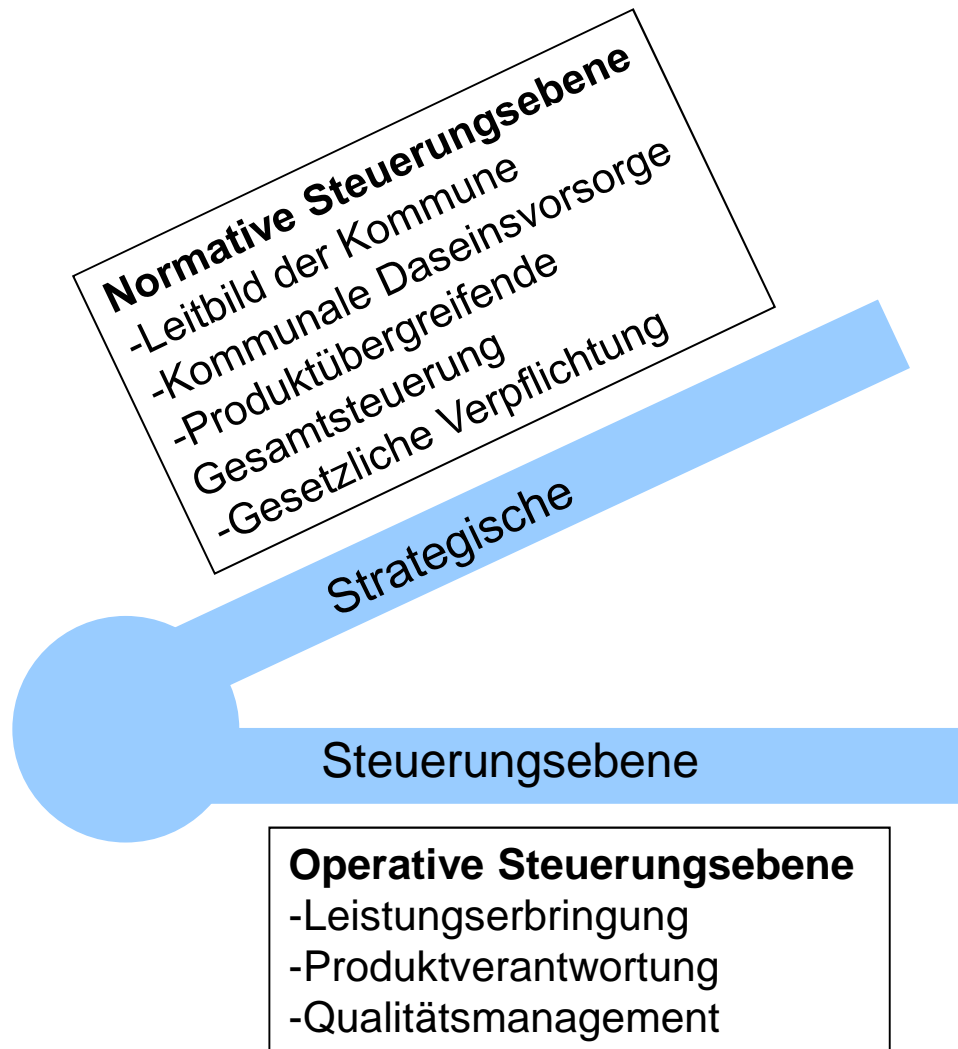 Normative Steuerungsebene
-Leitbild der Kommune
-Kommunale Daseinsvorsorge
-Produktübergreifende
Gesamtsteuerung
-Gesetzliche Verpflichtung
Strategische
Steuerungsebene
Operative Steuerungsebene
-Leistungserbringung
-Produktverantwortung
-Qualitätsmanagement